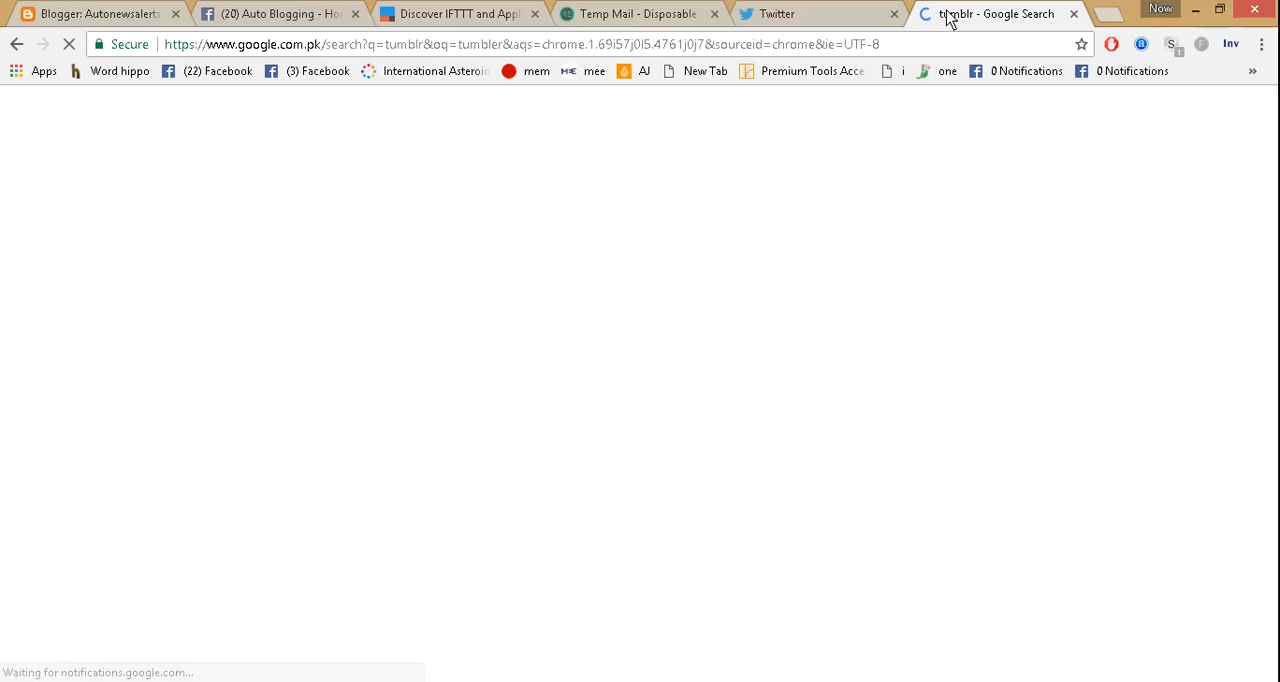 Blogger: Autonewsalerts (20) Auto Blogging - Ho Discover IFTTT and Appl Temp Mail - Disposable Twitter tumblr - Google Search Now
Secure https://www.google.com.pk/search?q=tumblr&oq=tumbler&aqs=chrome.1.69i57j0l5.4761j0j7&sourceid=chrome&ie=UTF-8 S 1 F Inv
Apps Word hippo (22) Facebook (3) Facebook International Asteroid mem ME mee AJ New Tab Premium Tools Acce i one 0 Notifications 0 Notifications »
Waiting for notifications.google.com...